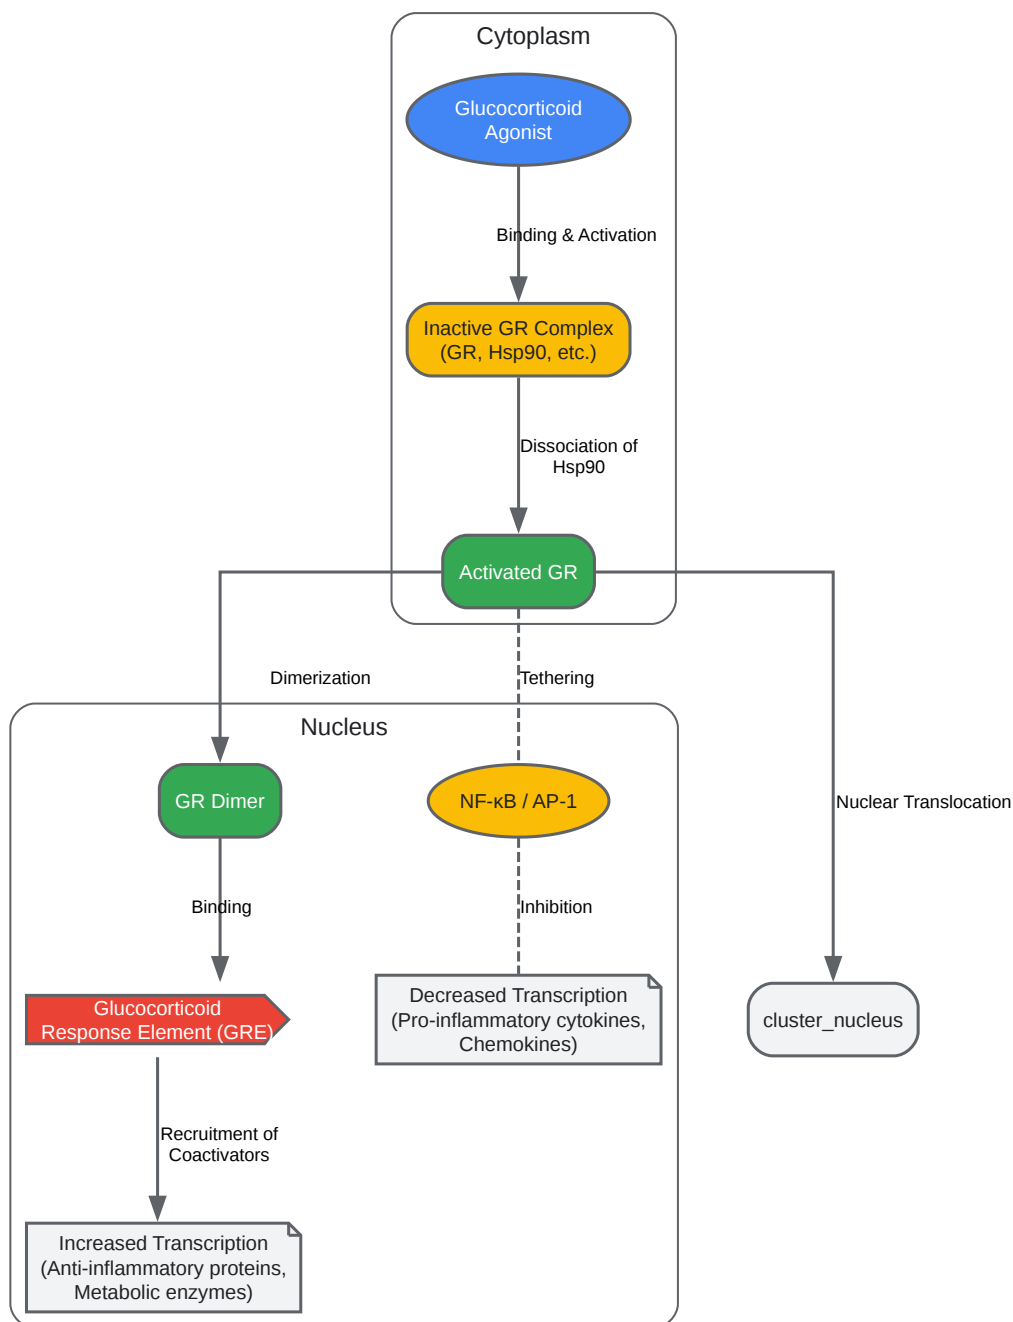 Cytoplasm
Glucocorticoid
Agonist
Binding & Activation
Inactive GR Complex
(GR, Hsp90, etc.)
Dissociation of
Hsp90
Activated GR
Dimerization
Tethering
Nucleus
GR Dimer
NF-κB / AP-1
Nuclear Translocation
Binding
Inhibition
Glucocorticoid
Response Element (GRE)
Decreased Transcription
(Pro-inflammatory cytokines,
Chemokines)
cluster_nucleus
Recruitment of
Coactivators
Increased Transcription
(Anti-inflammatory proteins,
Metabolic enzymes)